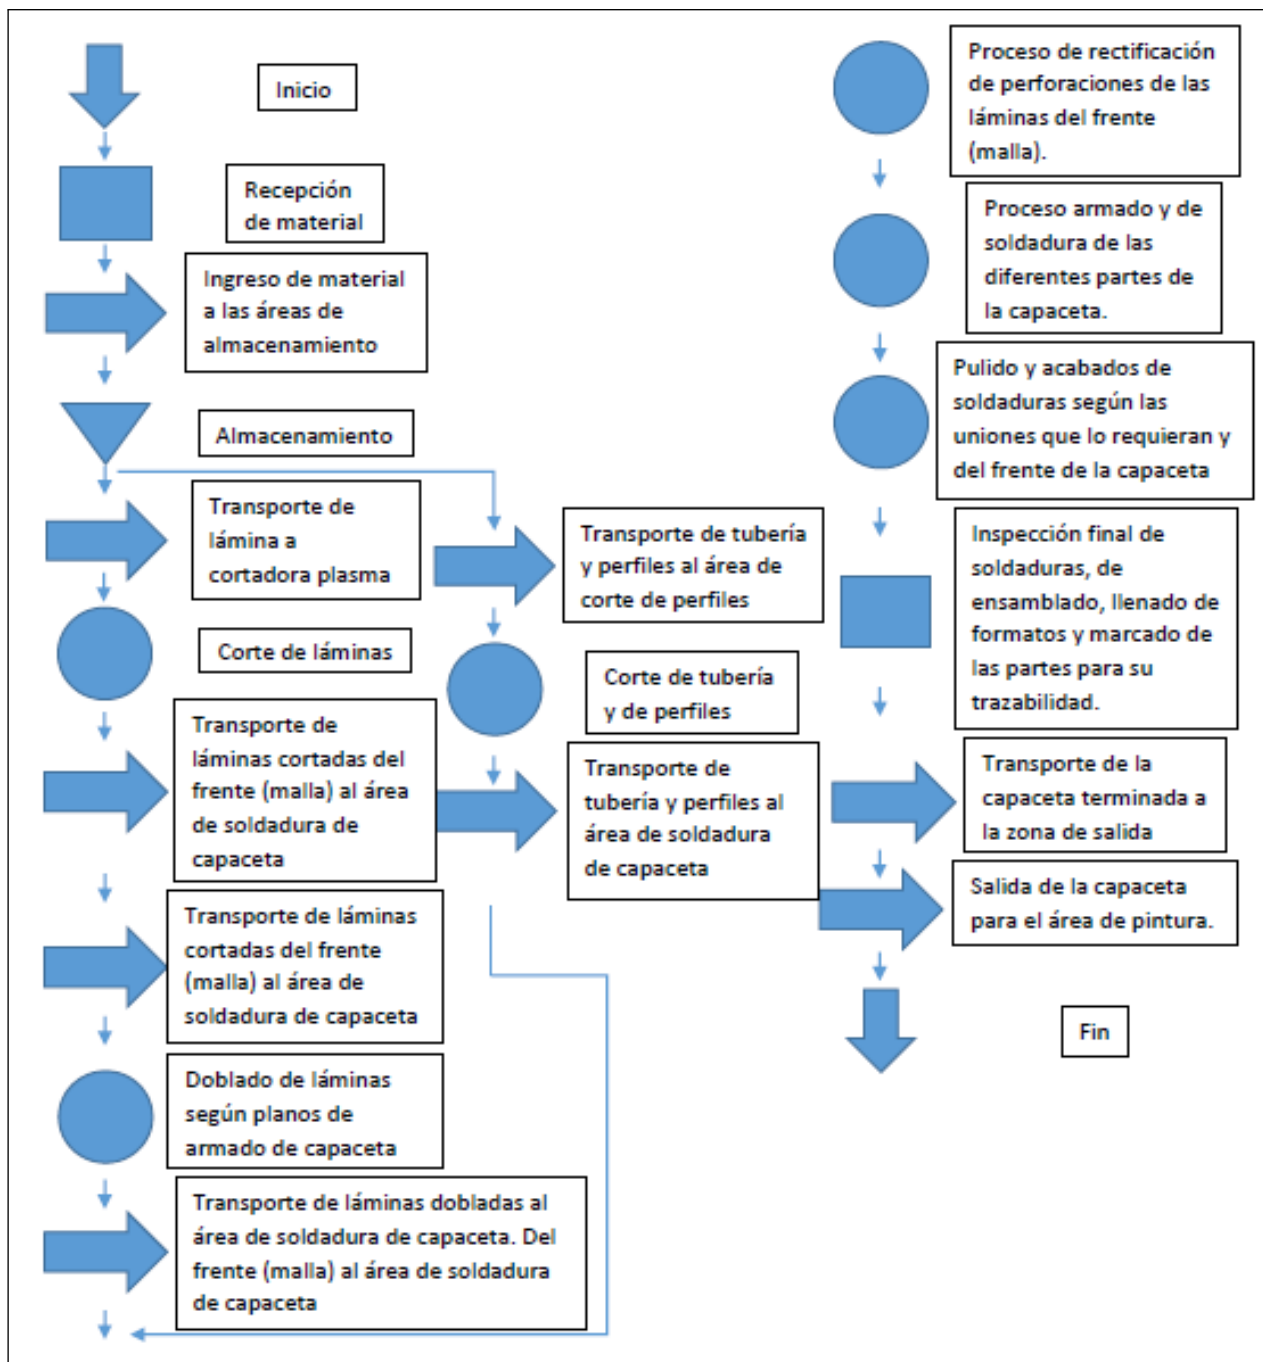 Inicio
Recepción
de material
Ingreso de material
a las áreas de
almacenamiento
Almacenamiento
Transporte de
lámina a
cortadora plasma
Corte de láminas
Transporte de
láminas cortadas del
frente (malla) al área
de soldadura de
capaceta
Transporte de láminas
cortadas del frente
(malla) al área de
soldadura de capaceta
Doblado de láminas
según planos de
armado de capaceta
Transporte de láminas dobladas al
área de soldadura de capaceta. Del
frente (malla) al área de soldadura
de capaceta
Transporte de tubería
y perfiles al área de
corte de perfiles
Corte de tubería
y de perfiles
Transporte de
tubería y perfiles al
área de soldadura
de capaceta
Proceso de rectificación
de perforaciones de las
láminas del frente
(malla).
Proceso armado y de
soldadura de las
diferentes partes de
la capaceta.
Pulido y acabados de
soldaduras según las
uniones que lo requieran y
del frente de la capaceta
Inspección final de
soldaduras, de
ensamblado, llenado de
formatos y marcado de
las partes para su
trazabilidad.
Transporte de la
capaceta terminada a
la zona de salida
Salida de la capaceta
para el área de pintura.
Fin